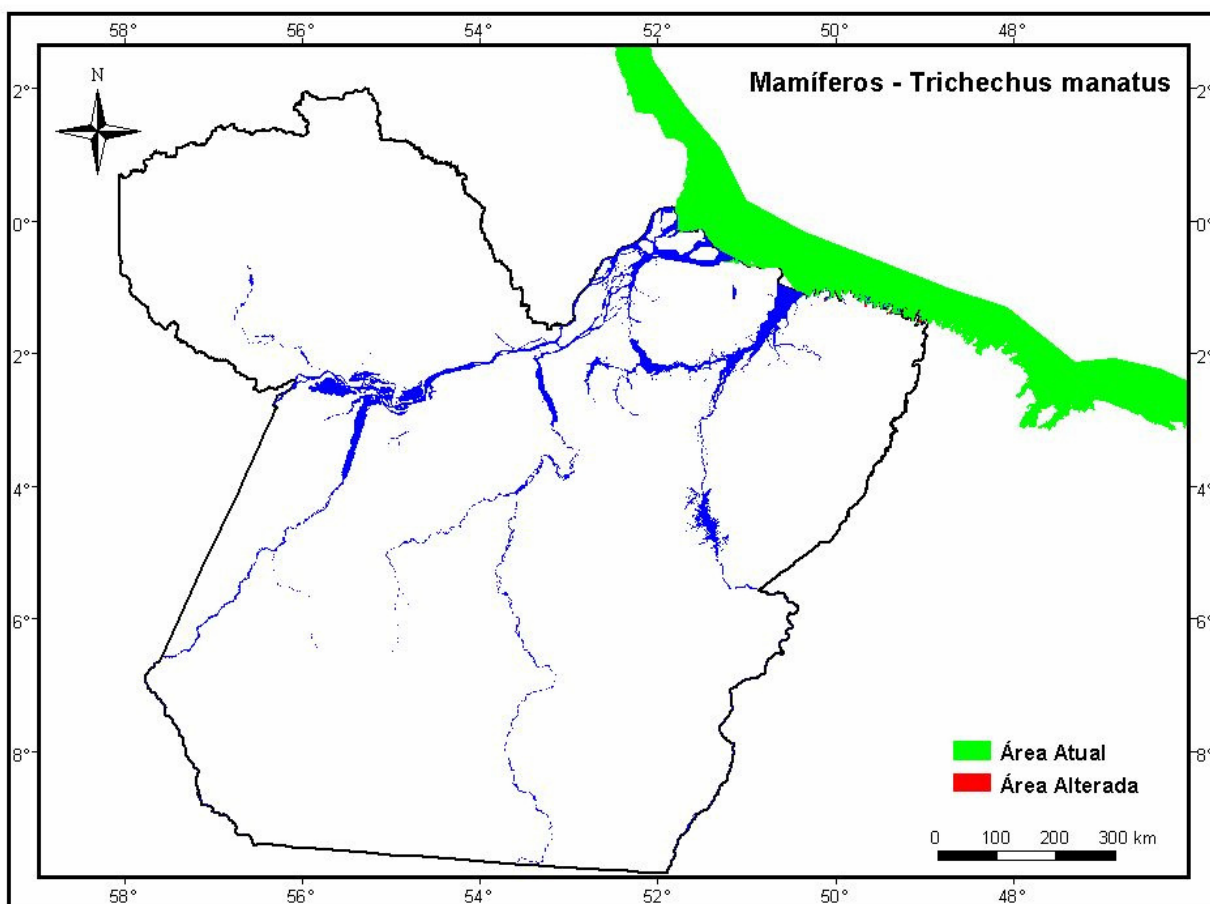 58° 56° 54° 52° 50° 48°
N
Mamíferos - Trichechus manatus
2° 2°
0° 0°
2° 2°
4° 4°
6° 6°
8° 8°
Área Atual
Área Alterada
0 100 200 300 km
58° 56° 54° 52° 50° 48°